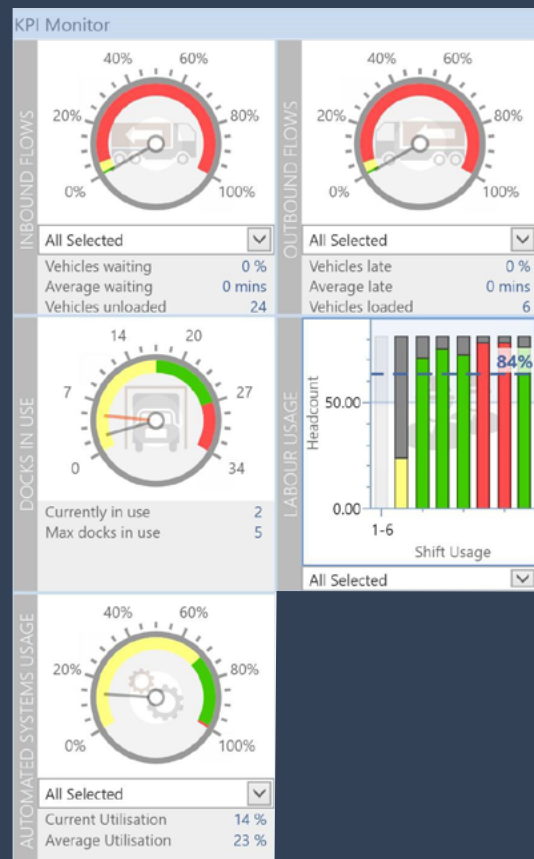 KPI Monitor
INBOUND FLOWS
0%
20%
40%
60%
80%
100%
All Selected
Vehicles waiting 0 %
Average waiting 0 mins
Vehicles unloaded 24
OUTBOUND FLOWS
0%
20%
40%
60%
80%
100%
All Selected
Vehicles late 0 %
Average late 0 mins
Vehicles loaded 6
DOCKS IN USE
0
7
14
20
27
34
Currently in use 2
Max docks in use 5
LABOUR USAGE
Headcount
84%
50.00
0.00
1-6
Shift Usage
All Selected
AUTOMATED SYSTEMS USAGE
0%
20%
40%
60%
80%
100%
All Selected
Current Utilisation 14 %
Average Utilisation 23 %